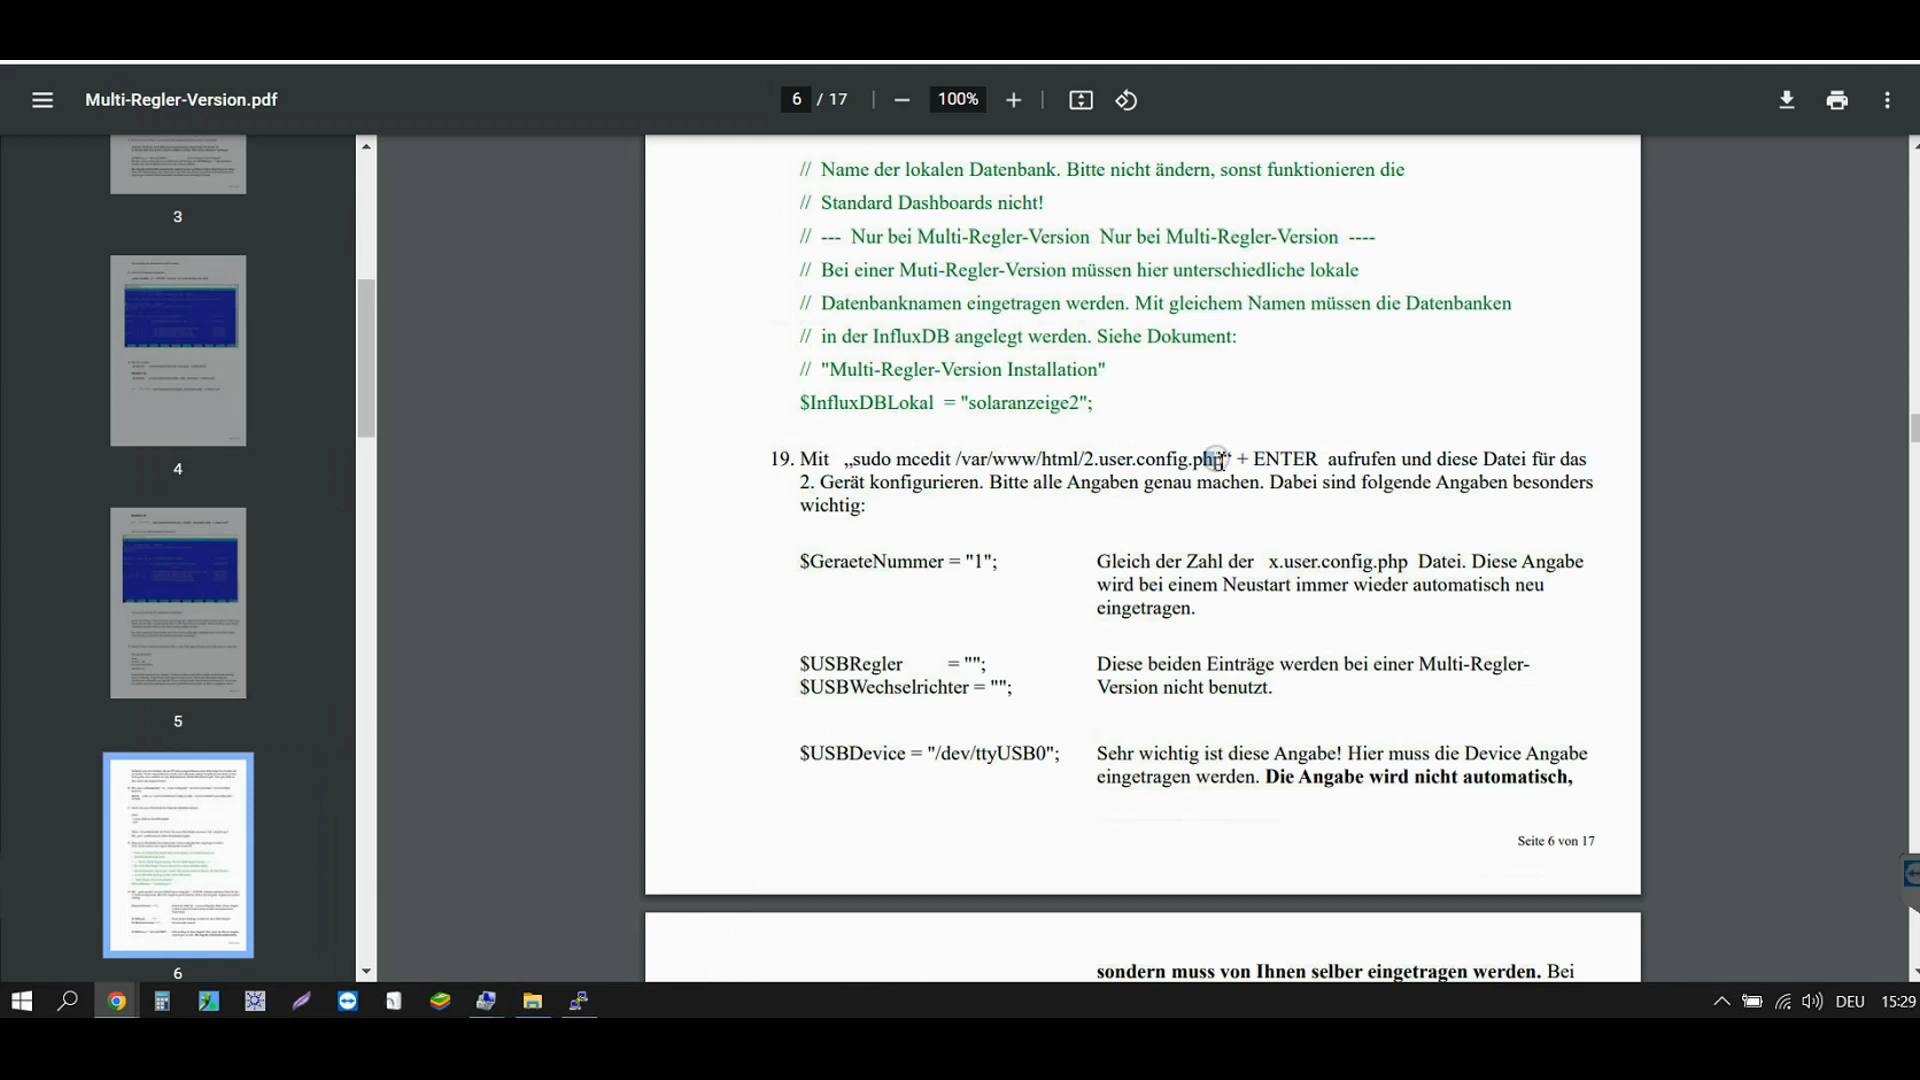 Multi-Regler-Version.pdf
6 / 17
100%
3
4
5
6
// Name der lokalen Datenbank. Bitte nicht ändern, sonst funktionieren die
// Standard Dashboards nicht!
// --- Nur bei Multi-Regler-Version Nur bei Multi-Regler-Version ----
// Bei einer Muti-Regler-Version müssen hier unterschiedliche lokale
// Datenbanknamen eingetragen werden. Mit gleichem Namen müssen die Datenbanken
// in der InfluxDB angelegt werden. Siehe Dokument:
// "Multi-Regler-Version Installation"
$InfluxDBLokal = "solaranzeige2";
19. Mit „sudo mcedit /var/www/html/2.user.config.php“ + ENTER aufrufen und diese Datei für das
2. Gerät konfigurieren. Bitte alle Angaben genau machen. Dabei sind folgende Angaben besonders
wichtig:
$GeraeteNummer = "1";
Gleich der Zahl der x.user.config.php Datei. Diese Angabe
wird bei einem Neustart immer wieder automatisch neu
eingetragen.
$USBRegler = "";
$USBWechselrichter = "";
Diese beiden Einträge werden bei einer Multi-Regler-
Version nicht benutzt.
$USBDevice = "/dev/ttyUSB0";
Sehr wichtig ist diese Angabe! Hier muss die Device Angabe
eingetragen werden. Die Angabe wird nicht automatisch,
Seite 6 von 17
sondern muss von Ihnen selber eingetragen werden. Bei
DEU
15:29